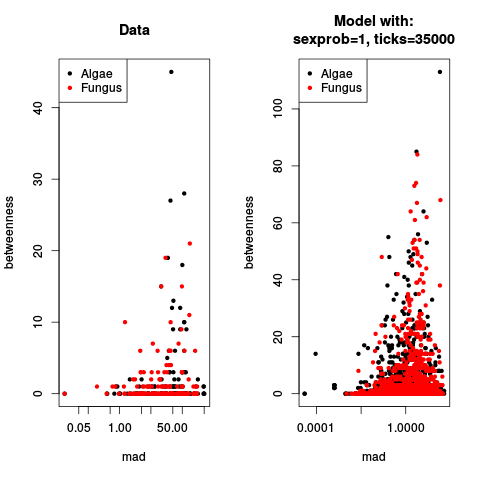 Data
Algae
Fungus
betweenness
0
10
20
30
40
0.05
1.00
50.00
mad
Model with:
sexprob=1, ticks=35000
Algae
Fungus
betweenness
0
20
40
60
80
100
0.0001
1.0000
mad